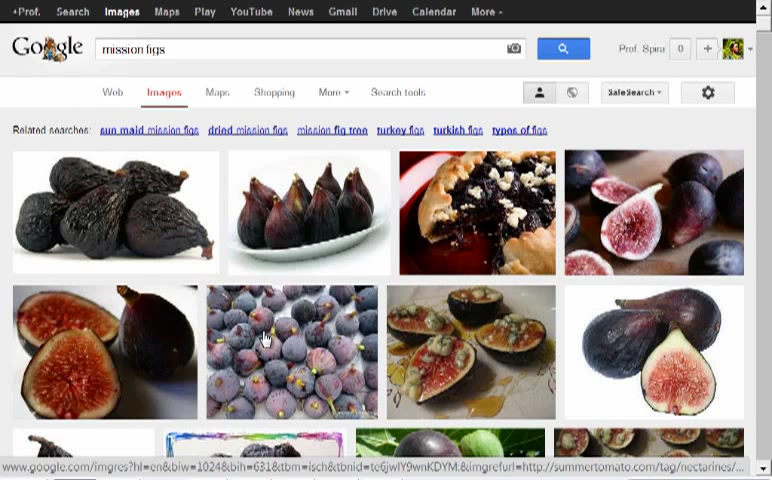 +Prof. Search Images Maps Play YouTube News Gmail Drive Calendar More
Google mission figs Prof. Spira 0 +
Web Images Maps Shopping More Search tools SafeSearch
Related searches: sun maid mission figs dried mission figs mission fig tree turkey figs turkish figs types of figs
www.google.com/imgres?hl=en&biw=1024&bih=631&tbm=isch&tbnid=te6jwlY9wnKDYM:&imgrefurl=http://summertomato.com/tag/nectarines/...